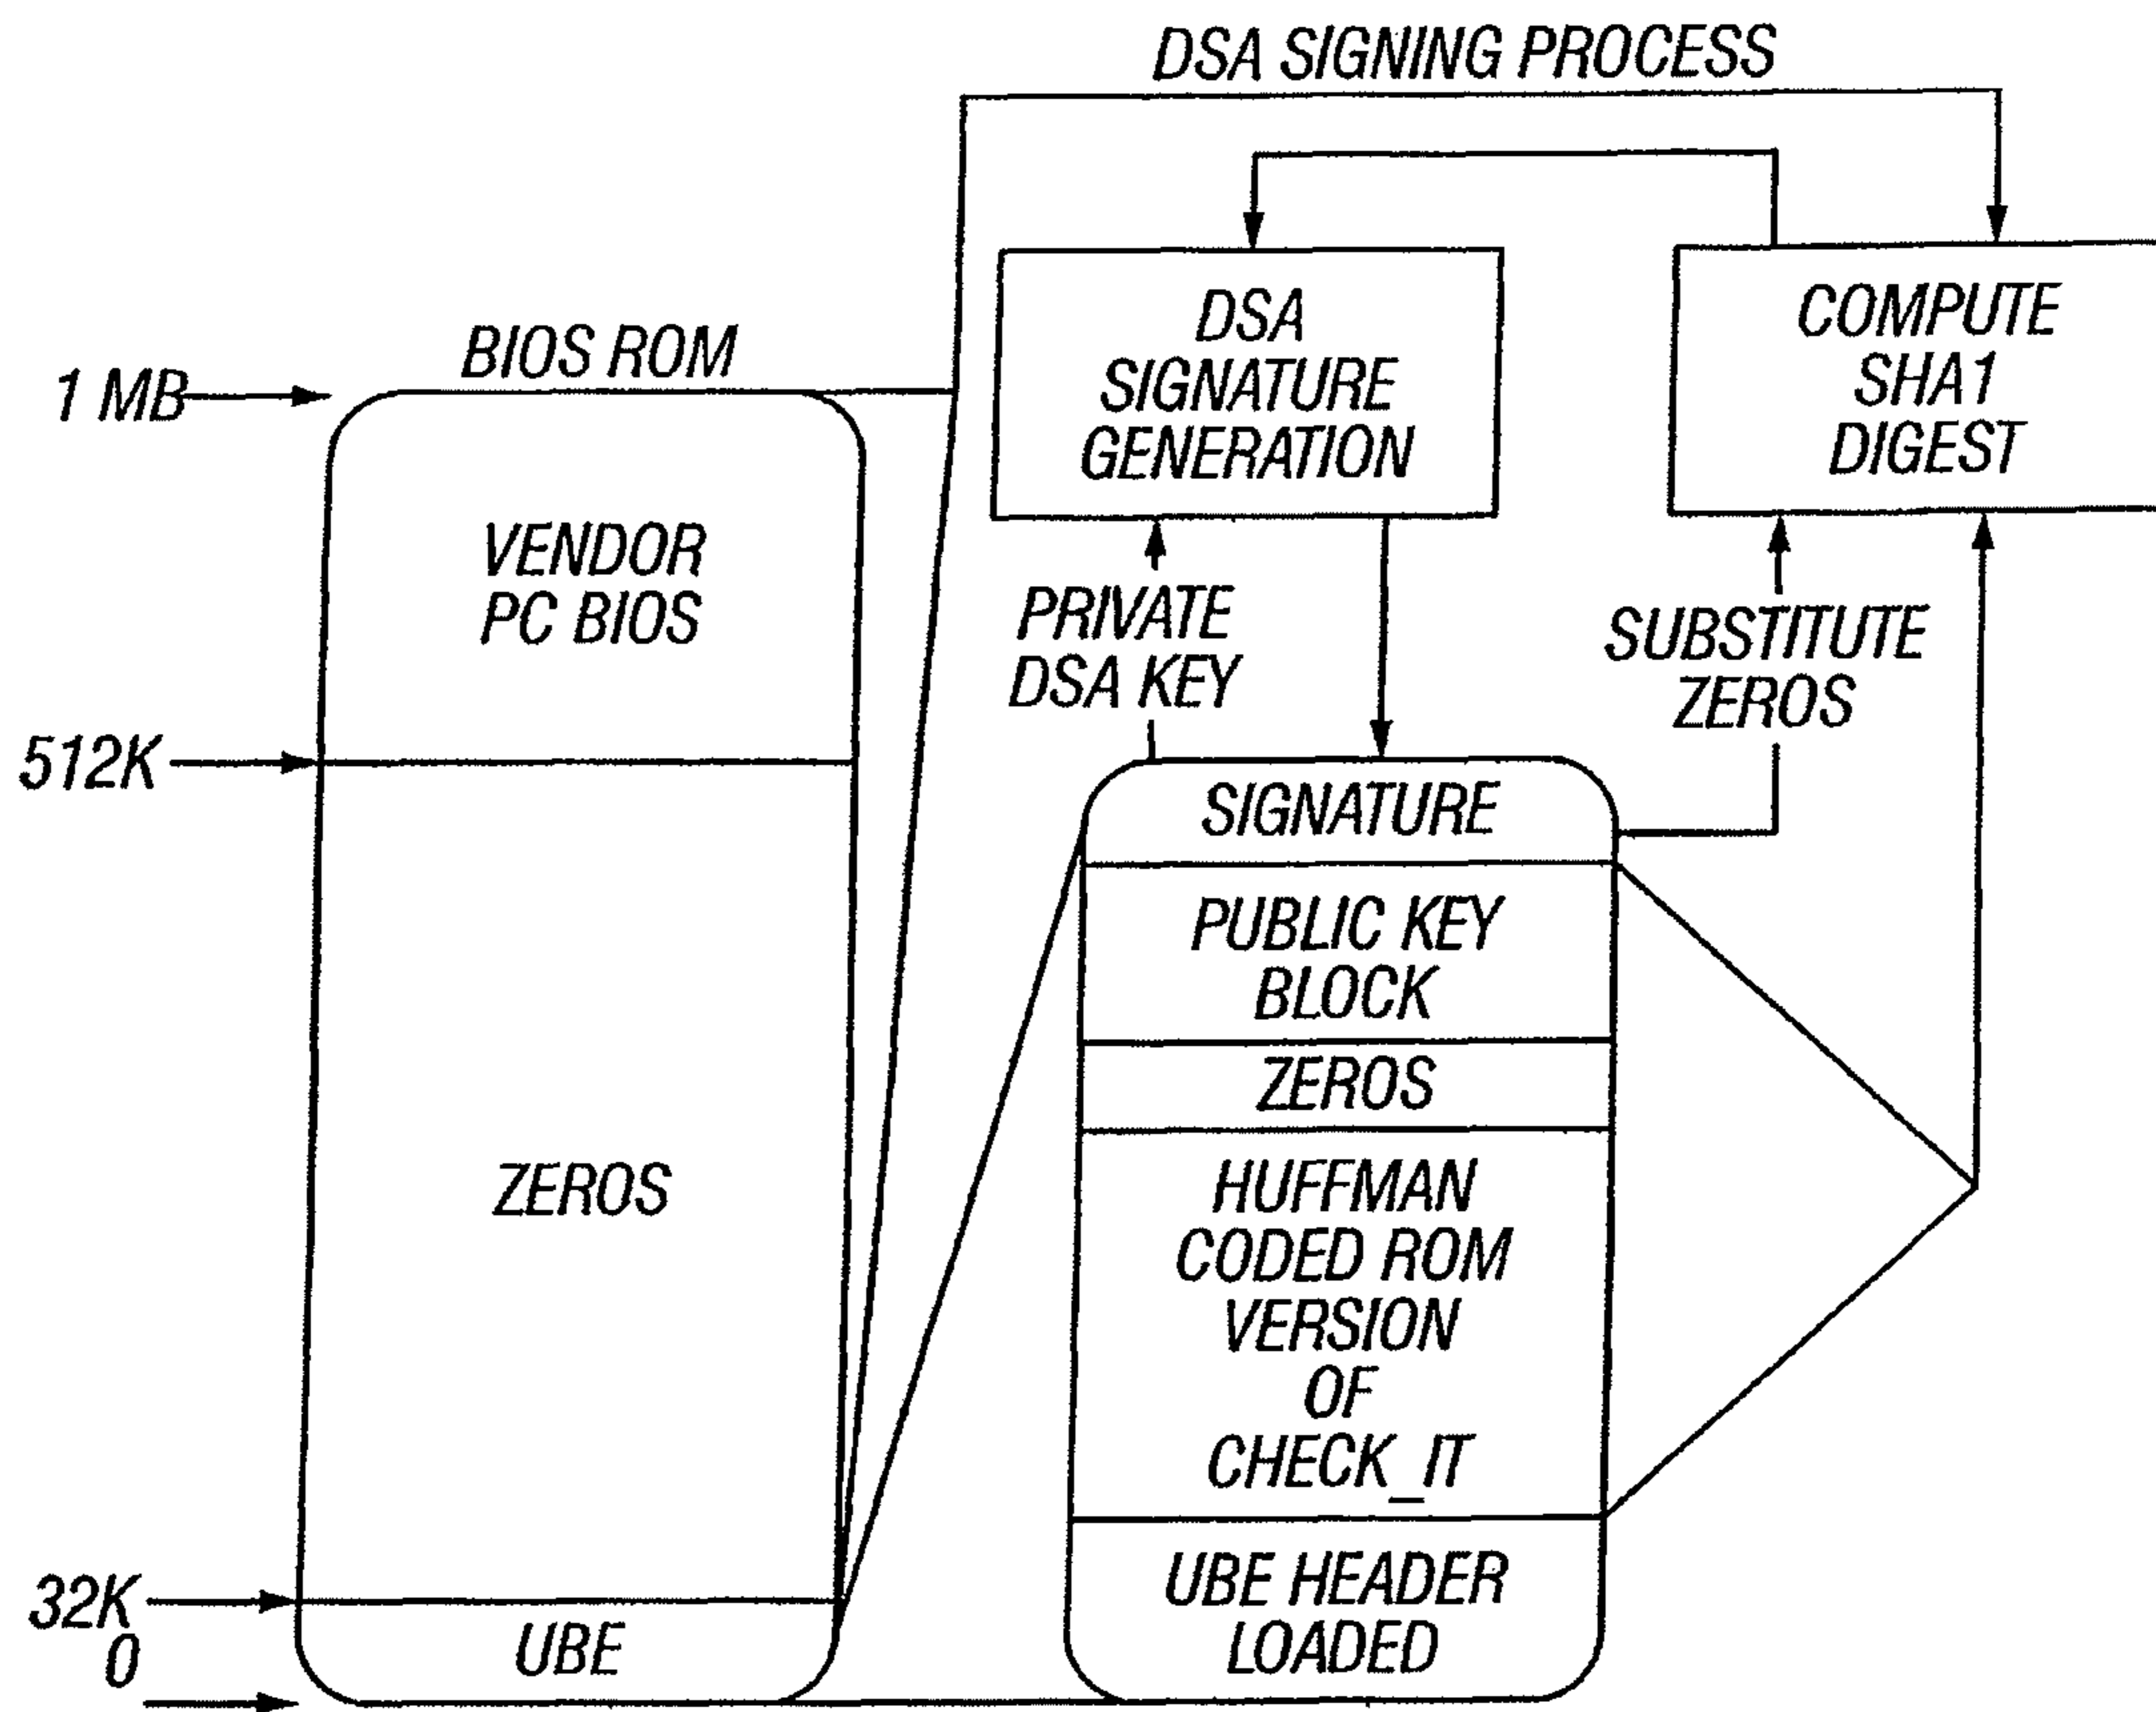 DSA SIGNING PROCESS
BIOS ROM
1 MB
VENDOR
PC BIOS
512K
ZEROS
32K
0
UBE
DSA
SIGNATURE
GENERATION
COMPUTE
SHA1
DIGEST
PRIVATE
DSA KEY
SUBSTITUTE
ZEROS
SIGNATURE
PUBLIC KEY
BLOCK
ZEROS
HUFFMAN
CODED ROM
VERSION
OF
CHECK_IT
UBE HEADER
LOADED